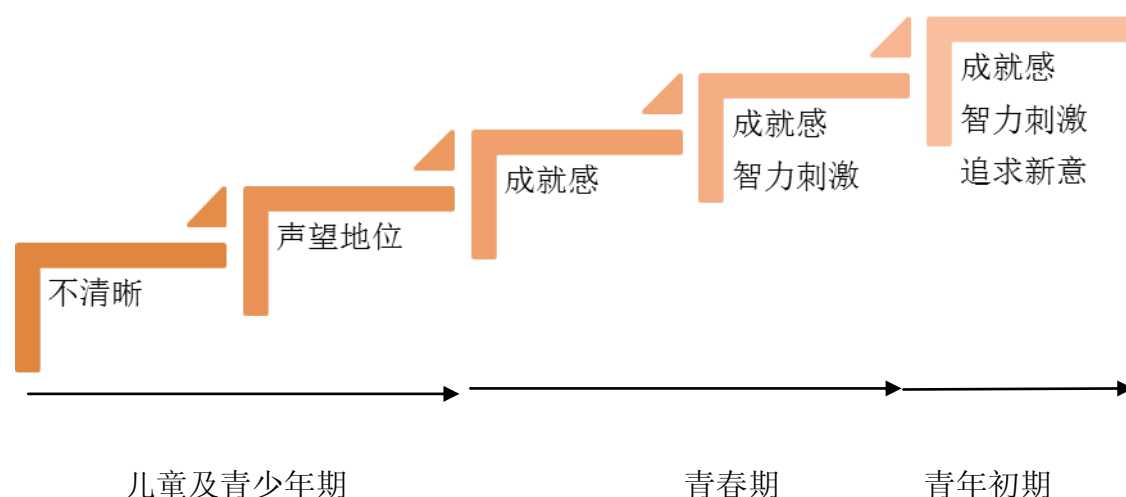 不清晰
声望地位
成就感
成就感
智力刺激
成就感
智力刺激
追求新意
儿童及青少年期
青春期
青年初期